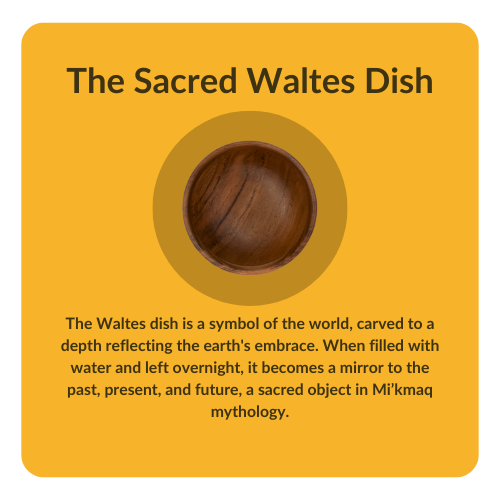 The Sacred Waltes Dish
The Waltes dish is a symbol of the world, carved to a
depth reflecting the earth's embrace. When filled with
water and left overnight, it becomes a mirror to the
past, present, and future, a sacred object in Mi’kmaq
mythology.